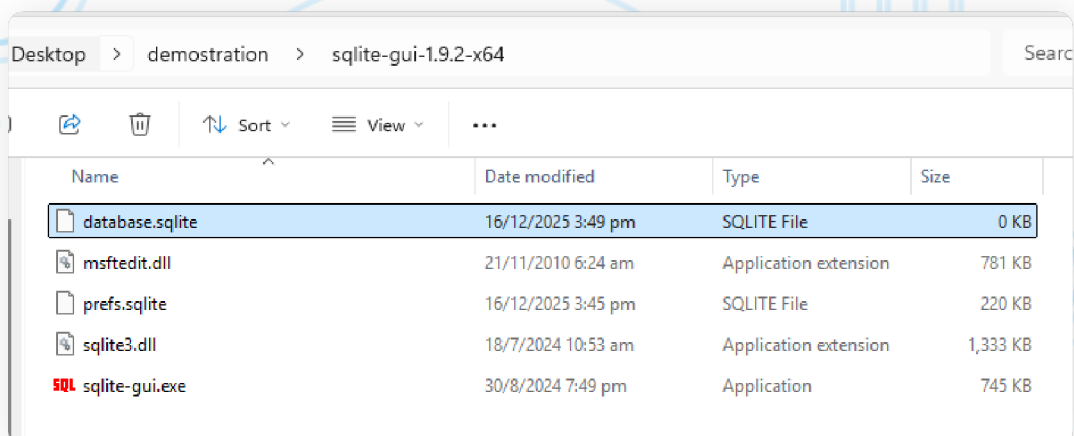 Desktop > demostration > sqlite-gui-1.9.2-x64 Searc
Sort View ...
Name Date modified Type Size
database.sqlite 16/12/2025 3:49 pm SQLITE File 0 KB
msftedit.dll 21/11/2010 6:24 am Application extension 781 KB
prefs.sqlite 16/12/2025 3:45 pm SQLITE File 220 KB
sqlite3.dll 18/7/2024 10:53 am Application extension 1,333 KB
SQL sqlite-gui.exe 30/8/2024 7:49 pm Application 745 KB